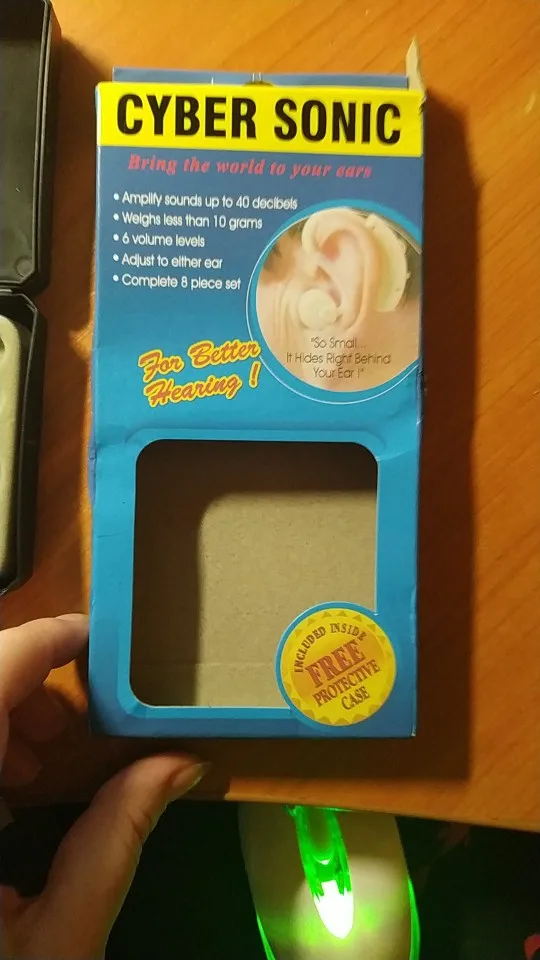 CYBER SONIC
Bring the world to your ears
• Amplify sounds up to 40 decibels
• Weighs less than 10 grams
• 6 volume levels
• Adjust to either ear
• Complete 8 piece set
"So Small...
It Hides Right Behind
Your Ear !"
For Better
Hearing !
INCLUDED INSIDE
FREE
PROTECTIVE
CASE